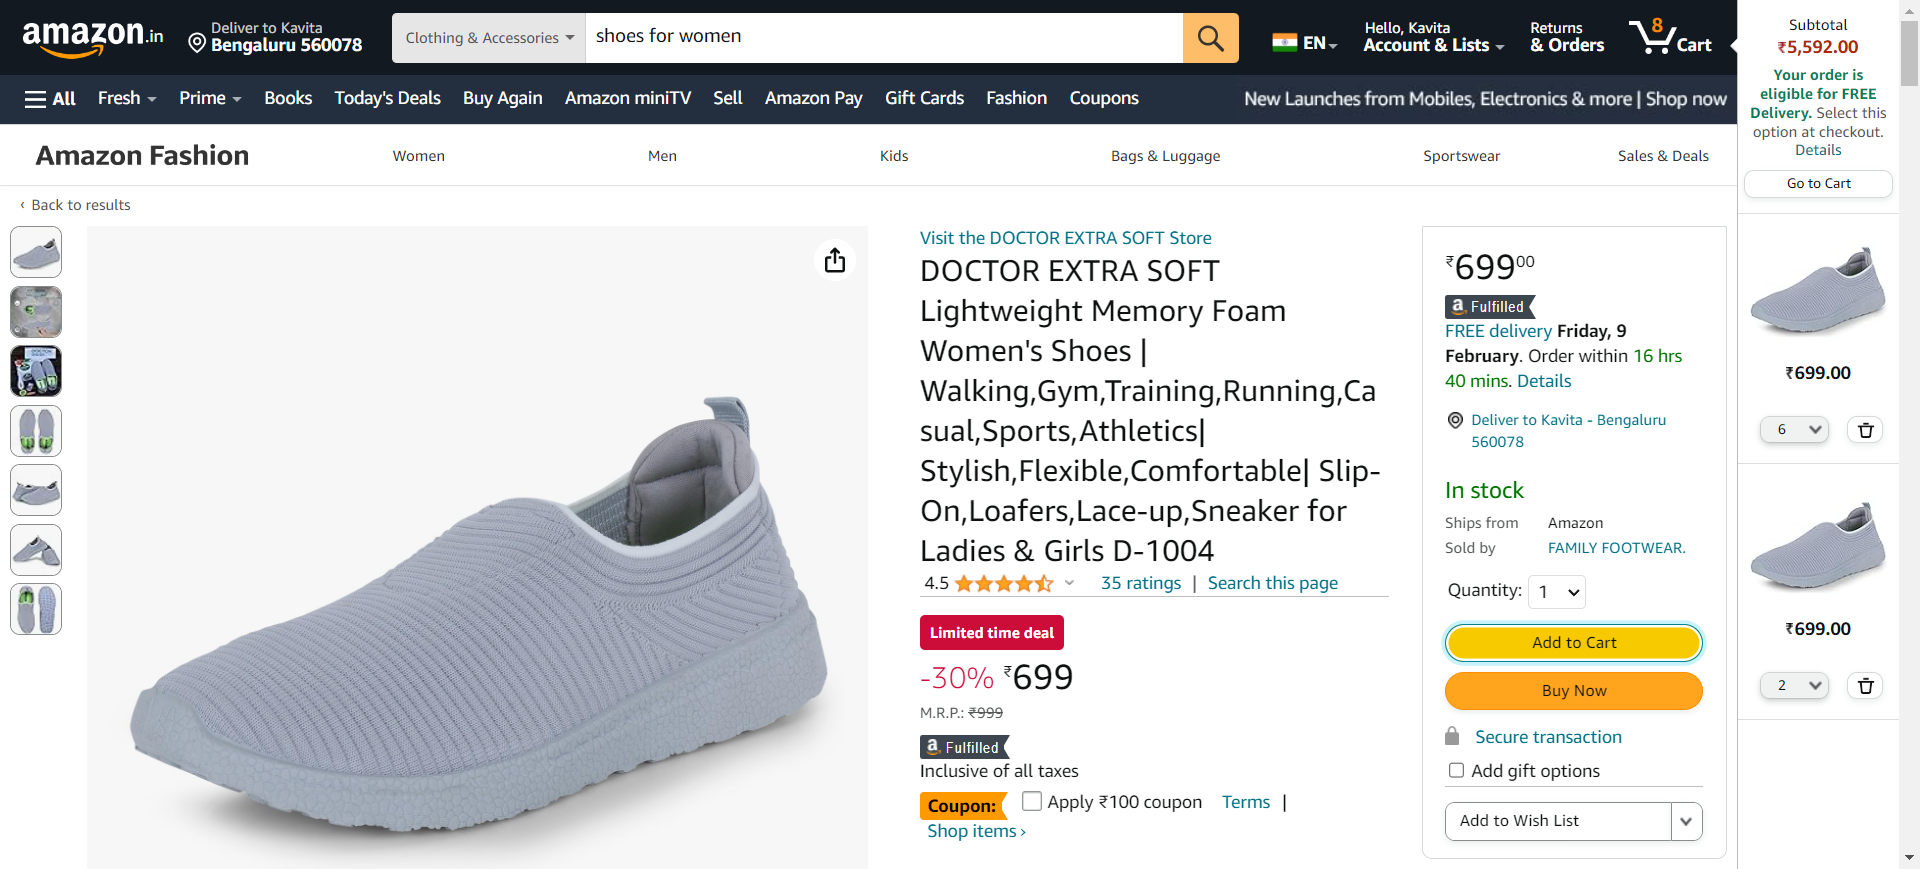 amazon.in
Deliver to Kavita
Bengaluru 560078
Clothing & Accessories
shoes for women
EN
Hello, Kavita
Account & Lists
Returns
& Orders
8
Cart
All
Fresh
Prime
Books
Today's Deals
Buy Again
Amazon miniTV
Sell
Amazon Pay
Gift Cards
Fashion
Coupons
New Launches from Mobiles, Electronics & more | Shop now
Amazon Fashion
Women
Men
Kids
Bags & Luggage
Sportswear
Sales & Deals
‹ Back to results
Visit the DOCTOR EXTRA SOFT Store
DOCTOR EXTRA SOFT
Lightweight Memory Foam
Women's Shoes |
Walking,Gym,Training,Running,Ca
sual,Sports,Athletics|
Stylish,Flexible,Comfortable| Slip-
On,Loafers,Lace-up,Sneaker for
Ladies & Girls D-1004
4.5
35 ratings | Search this page
Limited time deal
-30% ₹699
M.R.P.: ₹999
a Fulfilled
Inclusive of all taxes
Coupon: Apply ₹100 coupon Terms |
Shop items ›
₹69900
a Fulfilled
FREE delivery Friday, 9
February. Order within 16 hrs
40 mins. Details
Deliver to Kavita - Bengaluru
560078
In stock
Ships from Amazon
Sold by FAMILY FOOTWEAR.
Quantity: 1
Add to Cart
Buy Now
Secure transaction
Add gift options
Add to Wish List
Subtotal
₹5,592.00
Your order is
eligible for FREE
Delivery. Select this
option at checkout.
Details
Go to Cart
₹699.00
6
₹699.00
2